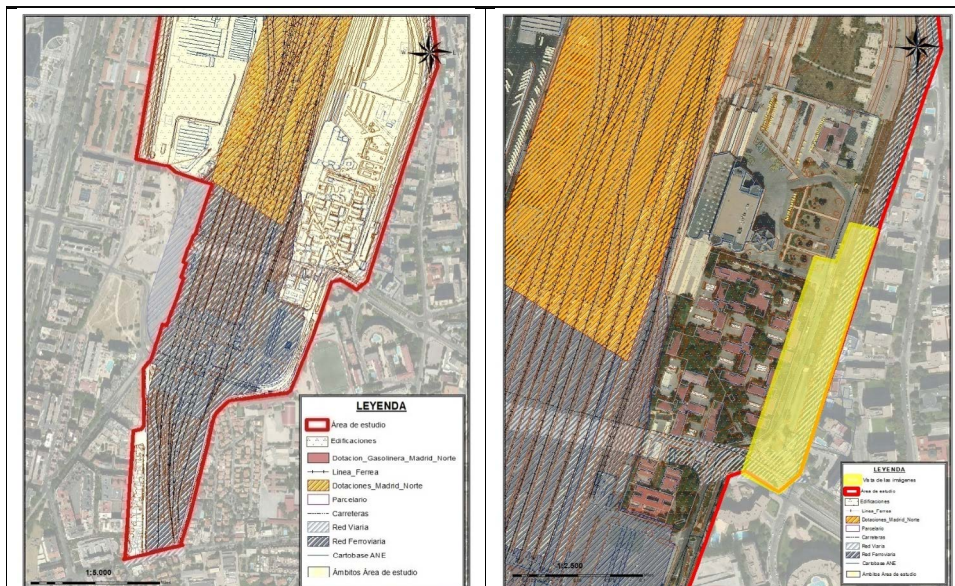 LEYENDA
Área de estudio
Edificaciones
Dotacion_Gasolinera_Madrid_Norte
Linea_Ferrea
Dotaciones_Madrid_Norte
Parcelario
Carreteras
Red Viaria
Red Ferroviaria
Cartobase ANE
Ámbitos Área de estudio
1:5.000
LEYENDA
Vista de las imágenes
Área de estudio
Edificaciones
Linea_Ferrea
Dotaciones_Madrid_Norte
Parcelario
Carreteras
Red Viaria
Red Ferroviaria
Cartobase ANE
Ámbitos Área de estudio
1:2.500